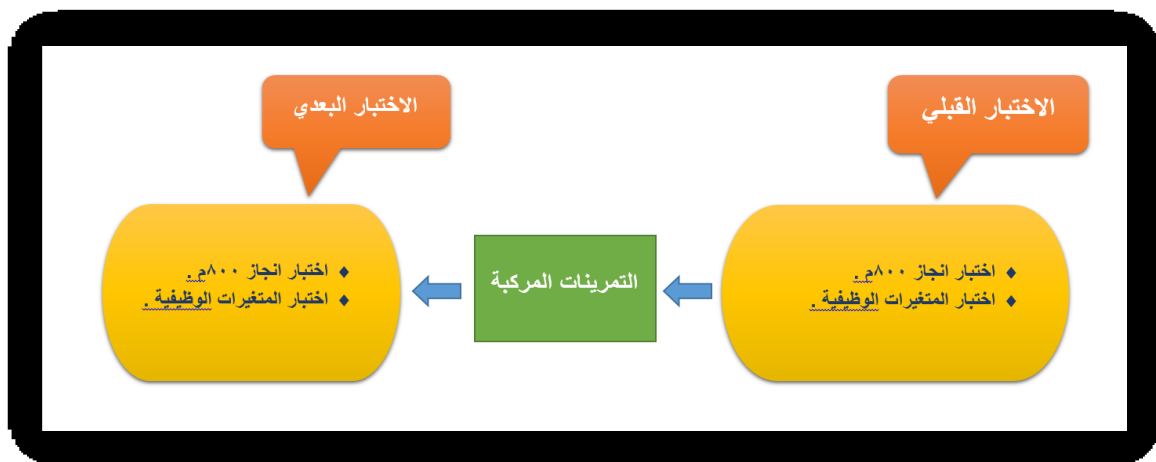 الاختبار القبلي
♦ اختبار انجاز ٨٠٠م .
♦ اختبار المتغيرات الوظيفية .
التمرينات المركبة
الاختبار البعدي
♦ اختبار انجاز ٨٠٠م .
♦ اختبار المتغيرات الوظيفية .